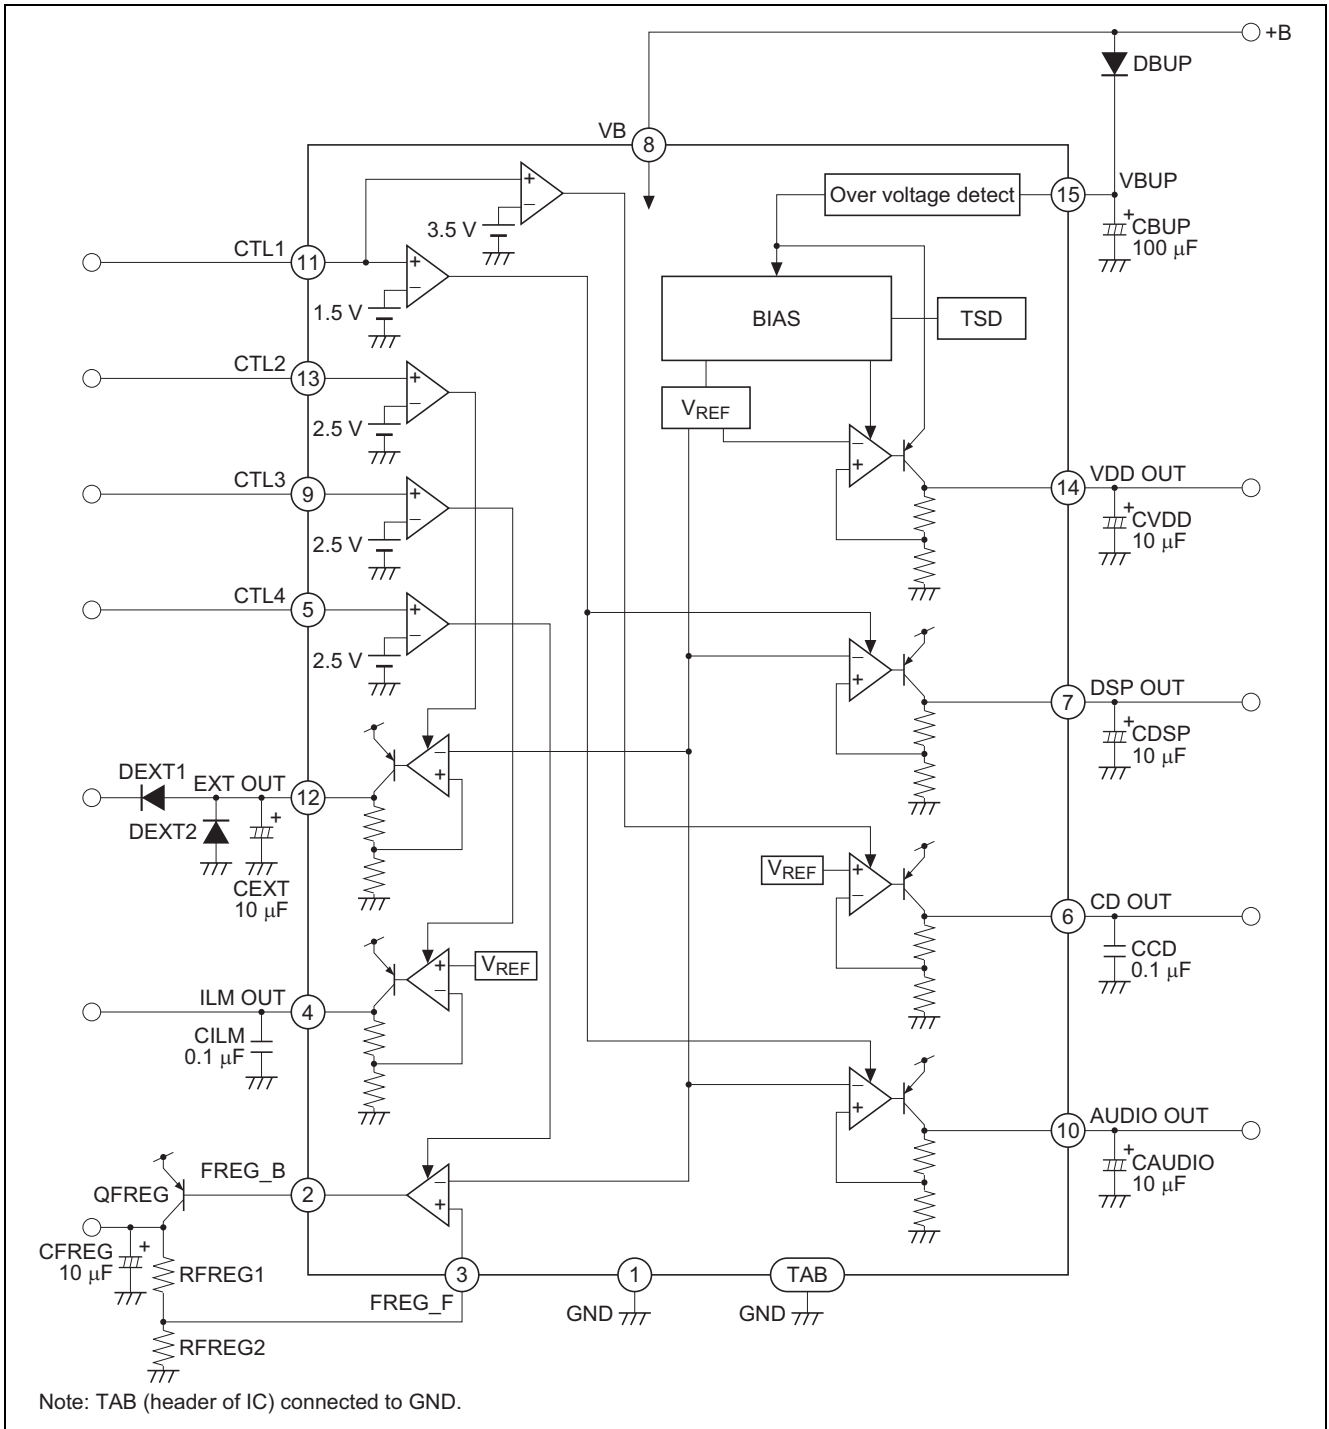 +B
DBUP
VB
8
VBUP
Over voltage detect
15
+
−
3.5 V
+
CBUP
100 μF
CTL1
11
+
−
1.5 V
BIAS
TSD
CTL2
13
+
−
2.5 V
VREF
−
+
CTL3
9
+
−
2.5 V
14
VDD OUT
+
CVDD
10 μF
CTL4
5
+
−
2.5 V
−
+
7
DSP OUT
+
CDSP
10 μF
DEXT1
EXT OUT
12
−
+
DEXT2
+
CEXT
10 μF
VREF
+
−
6
CD OUT
CCD
0.1 μF
ILM OUT
4
+
−
VREF
CILM
0.1 μF
−
+
10
AUDIO OUT
+
CAUDIO
10 μF
QFREG
FREG_B
2
−
+
CFREG
10 μF
+
RFREG1
3
FREG_F
1
GND
TAB
GND
RFREG2
Note: TAB (header of IC) connected to GND.